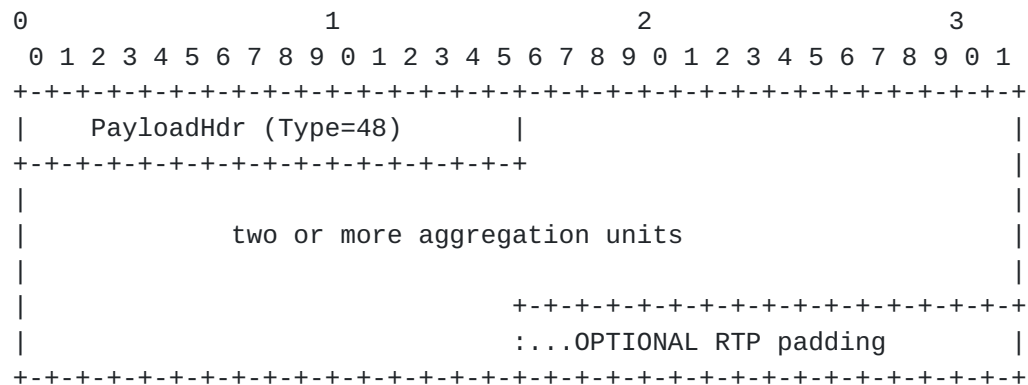 0                   1                   2                   3
 0 1 2 3 4 5 6 7 8 9 0 1 2 3 4 5 6 7 8 9 0 1 2 3 4 5 6 7 8 9 0 1
+-+-+-+-+-+-+-+-+-+-+-+-+-+-+-+-+-+-+-+-+-+-+-+-+-+-+-+-+-+-+-+-+
|    PayloadHdr (Type=48)       |                               |
+-+-+-+-+-+-+-+-+-+-+-+-+-+-+-+-+                               |
|                                                               |
|             two or more aggregation units                     |
|                                                               |
|                               +-+-+-+-+-+-+-+-+-+-+-+-+-+-+-+-+
|                               :...OPTIONAL RTP padding        |
+-+-+-+-+-+-+-+-+-+-+-+-+-+-+-+-+-+-+-+-+-+-+-+-+-+-+-+-+-+-+-+-+